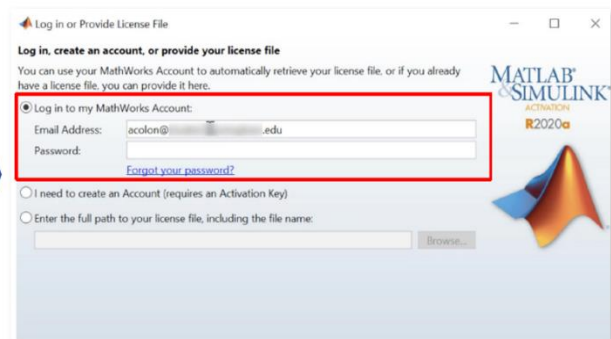 Log in or Provide License File
Log in, create an account, or provide your license file
You can use your MathWorks Account to automatically retrieve your license file, or if you already
have a license file, you can provide it here.
Log in to my MathWorks Account:
Email Address: acolon@ .edu
Password:
Forgot your password?
I need to create an Account (requires an Activation Key)
Enter the full path to your license file, including the file name:
Browse...
MATLAB®
&SIMULINK®
ACTIVATION
R2020a